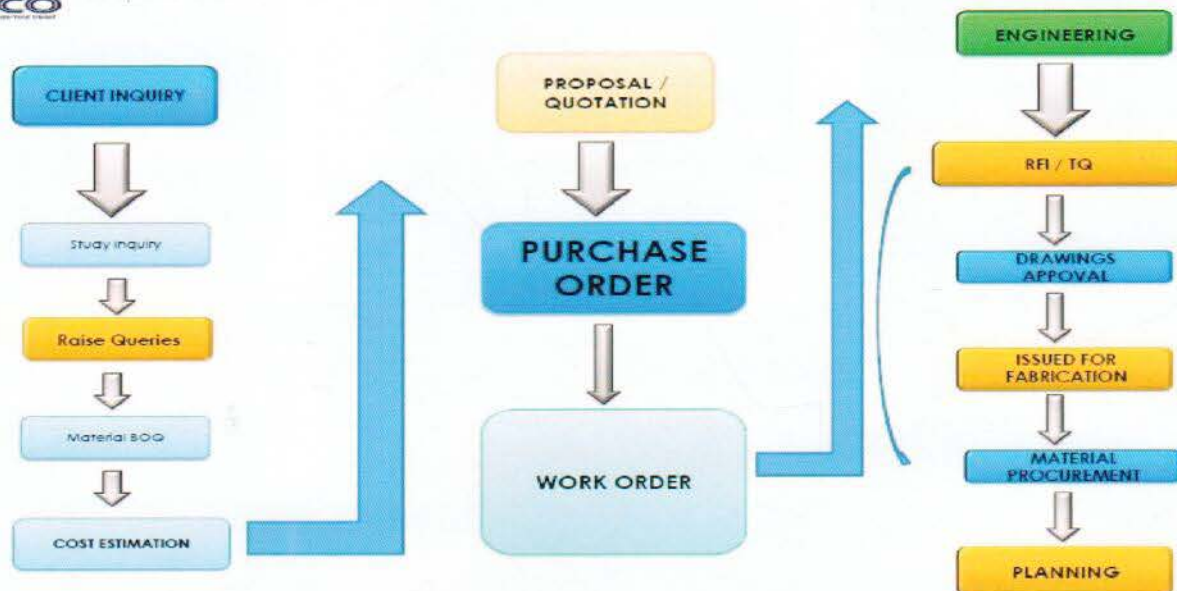 CO
CLIENT INQUIRY
Study Inquiry
Raise Queries
Material BOQ
COST ESTIMATION
PROPOSAL /
QUOTATION
PURCHASE
ORDER
WORK ORDER
ENGINEERING
RFI / TQ
DRAWINGS
APPOVAL
ISSUED FOR
FABRICATION
MATERIAL
PROCUREMENT
PLANNING